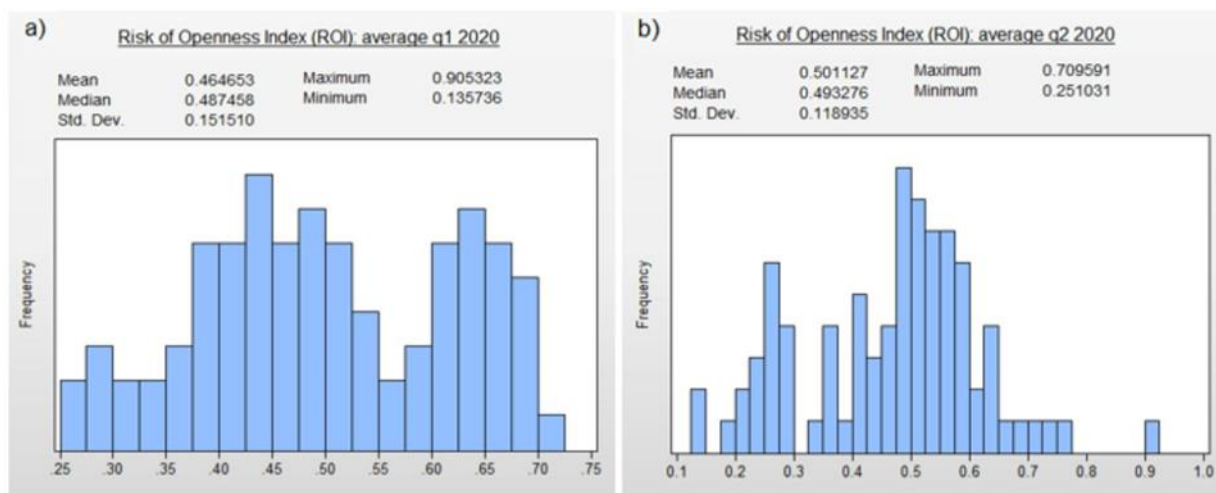 a)
Risk of Openness Index (ROI): average q1 2020
Mean 0.464653 Maximum 0.905323
Median 0.487458 Minimum 0.135736
Std. Dev. 0.151510
Frequency
.25 .30 .35 .40 .45 .50 .55 .60 .65 .70 .75
b)
Risk of Openness Index (ROI): average q2 2020
Mean 0.501127 Maximum 0.709591
Median 0.493276 Minimum 0.251031
Std. Dev. 0.118935
Frequency
0.1 0.2 0.3 0.4 0.5 0.6 0.7 0.8 0.9 1.0